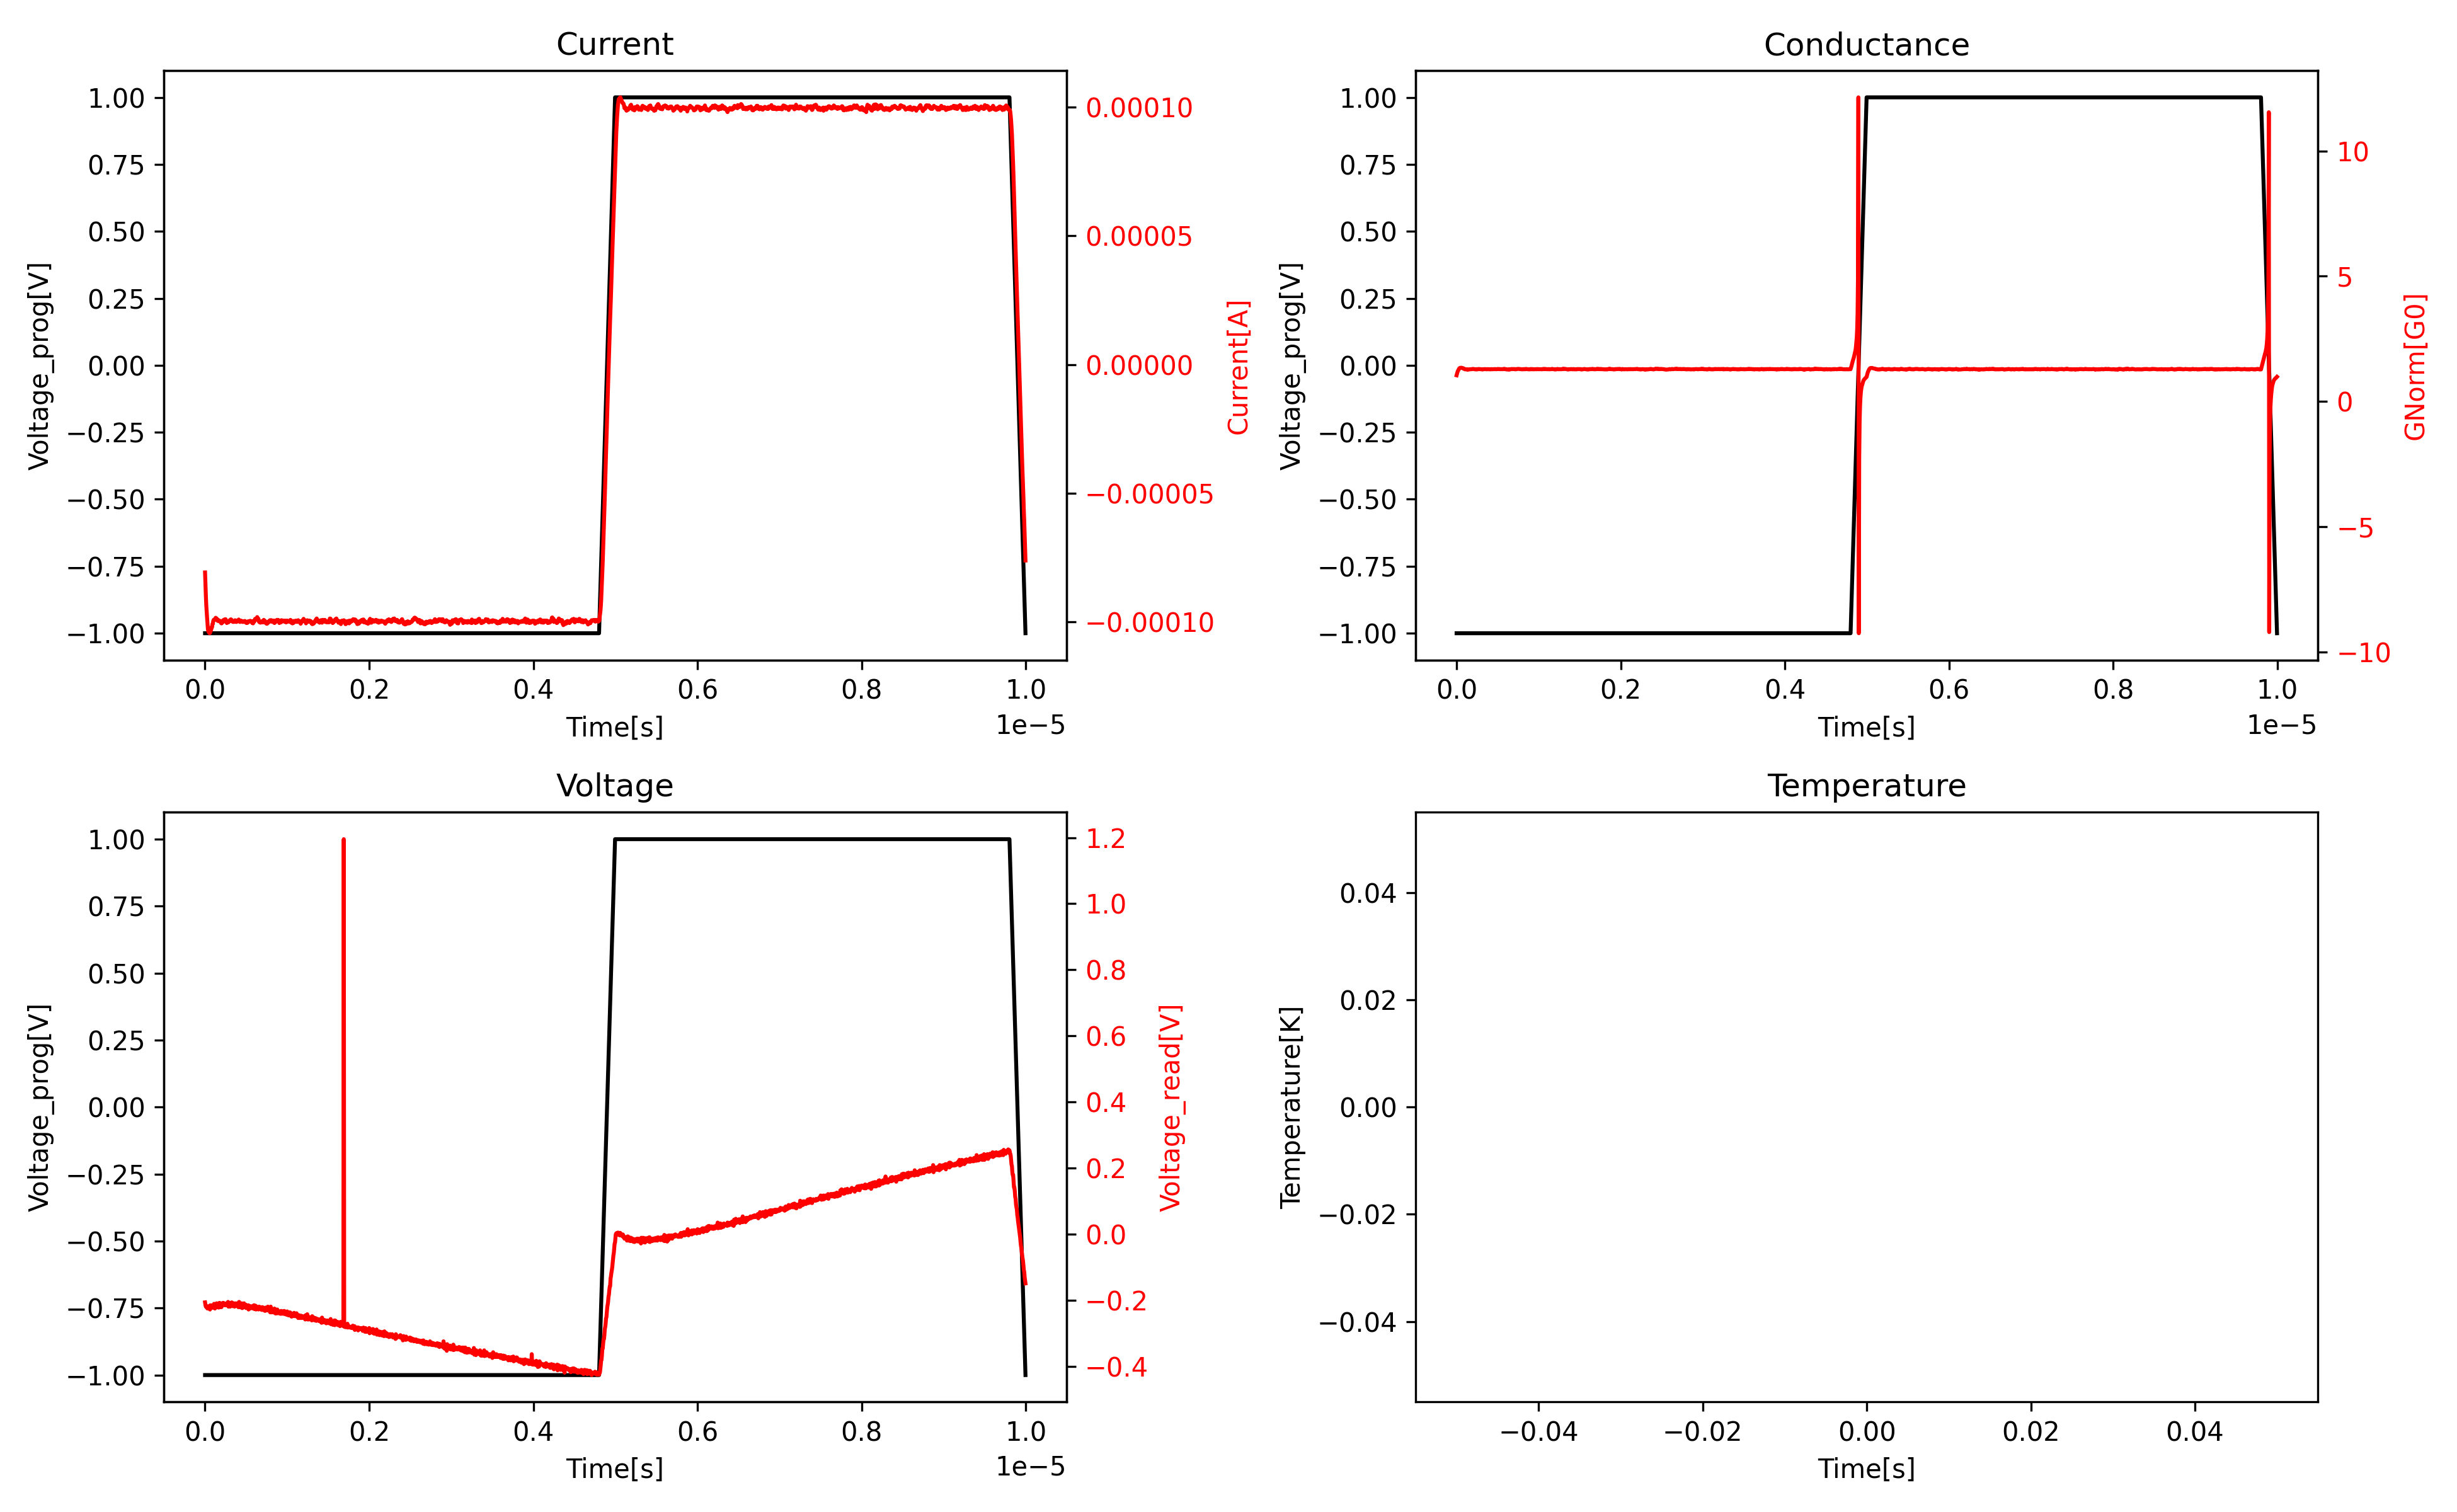 Current
1.00
0.75
0.50
0.25
0.00
−0.25
−0.50
−0.75
−1.00
Voltage_prog[V]
0.00010
0.00005
0.00000
−0.00005
−0.00010
Current[A]
0.0 0.2 0.4 0.6 0.8 1.0
Time[s]
1e−5
Conductance
1.00
0.75
0.50
0.25
0.00
−0.25
−0.50
−0.75
−1.00
Voltage_prog[V]
10
5
0
−5
−10
GNorm[G0]
0.0 0.2 0.4 0.6 0.8 1.0
Time[s]
1e−5
Voltage
1.00
0.75
0.50
0.25
0.00
−0.25
−0.50
−0.75
−1.00
Voltage_prog[V]
1.2
1.0
0.8
0.6
0.4
0.2
0.0
−0.2
−0.4
Voltage_read[V]
0.0 0.2 0.4 0.6 0.8 1.0
Time[s]
1e−5
Temperature
0.04
0.02
0.00
−0.02
−0.04
Temperature[K]
−0.04 −0.02 0.00 0.02 0.04
Time[s]